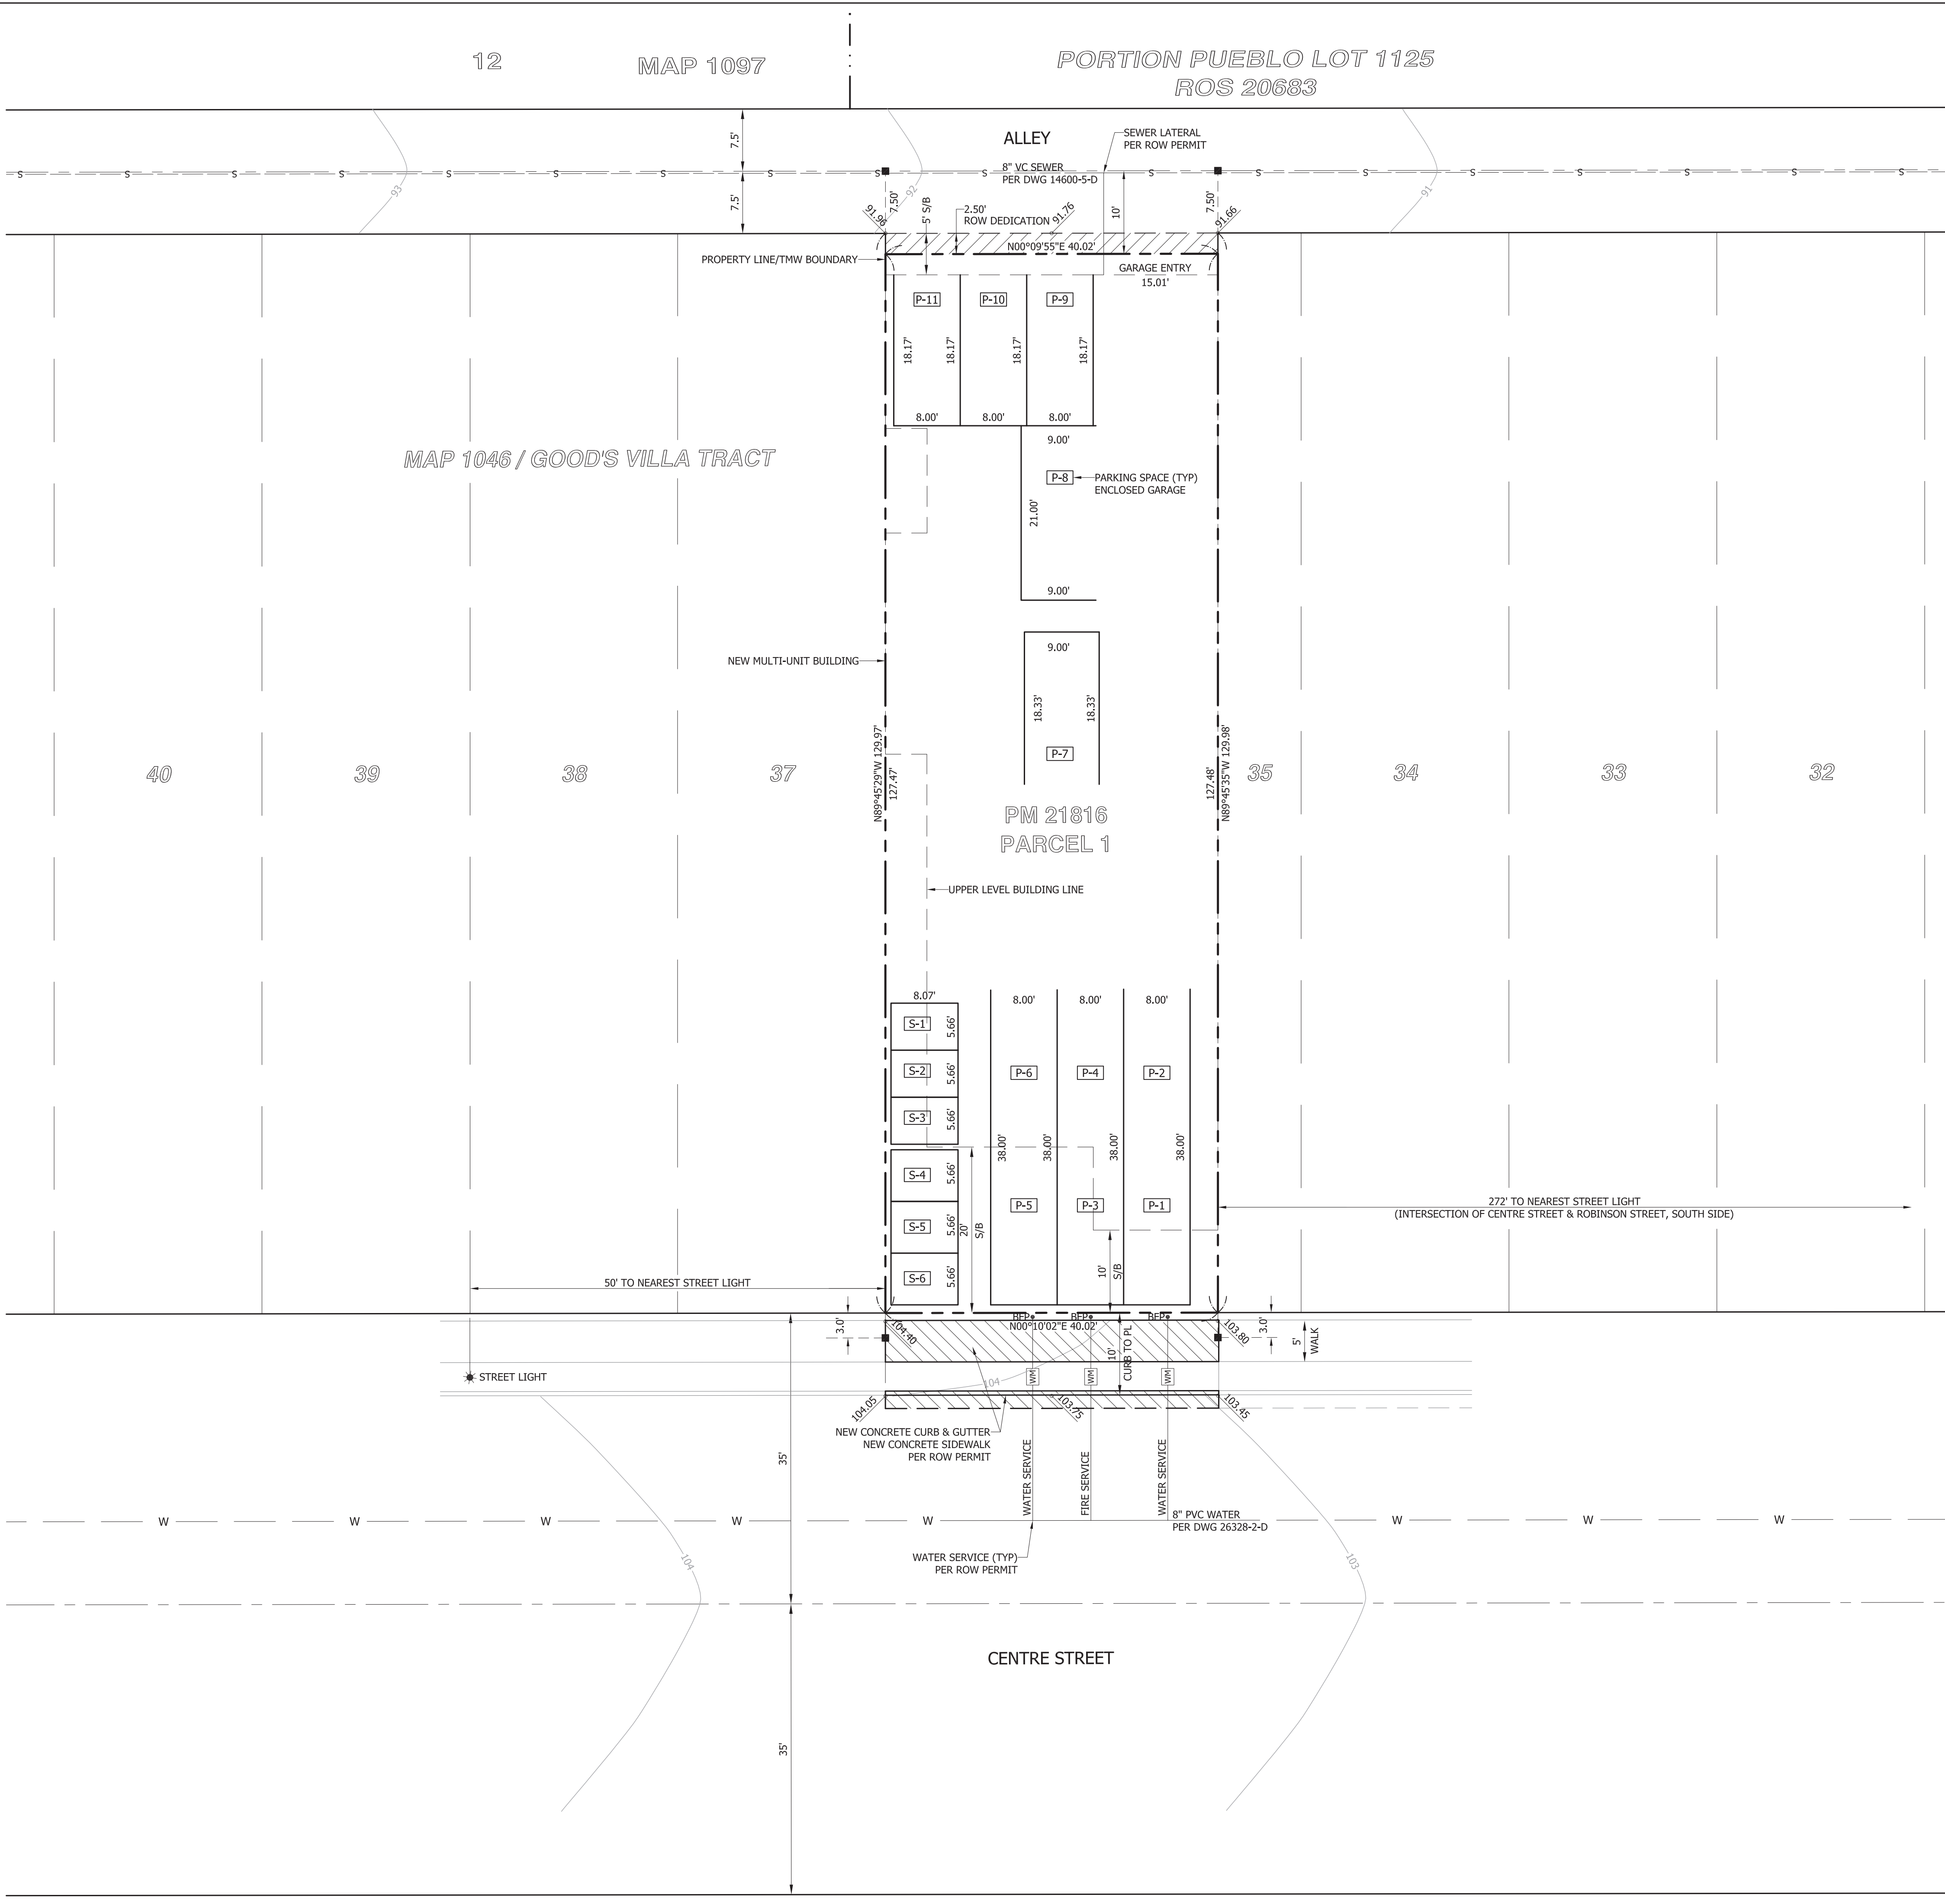 12
MAP 1097
PORTION PUEBLO LOT 1125
ROS 20683
7.5'
ALLEY
SEWER LATERAL
PER ROW PERMIT
8" VC SEWER
PER DWG 14600-5-D
S S S S S S S S S S S S S S S S S S
93
92
91
7.5'
91.96
7.50'
5' S/B
2.50'
ROW DEDICATION
91.76
10'
7.50'
91.66
N00°09'55"E 40.02'
PROPERTY LINE/TMW BOUNDARY
GARAGE ENTRY
15.01'
P-11
P-10
P-9
18.17'
18.17'
18.17'
18.17'
8.00'
8.00'
8.00'
9.00'
MAP 1046 / GOOD'S VILLA TRACT
P-8
PARKING SPACE (TYP)
ENCLOSED GARAGE
21.00'
9.00'
9.00'
NEW MULTI-UNIT BUILDING
18.33'
18.33'
P-7
N89°45'29"W 129.97'
127.47'
127.48'
N89°45'35"W 129.98'
40
39
38
37
35
34
33
32
PM 21816
PARCEL 1
UPPER LEVEL BUILDING LINE
8.07'
8.00'
8.00'
8.00'
S-1
5.66'
S-2
5.66'
P-6
P-4
P-2
S-3
5.66'
38.00'
38.00'
38.00'
38.00'
S-4
5.66'
S-5
5.66'
20'
S/B
P-5
P-3
P-1
272' TO NEAREST STREET LIGHT
(INTERSECTION OF CENTRE STREET & ROBINSON STREET, SOUTH SIDE)
S-6
5.66'
10'
S/B
50' TO NEAREST STREET LIGHT
BFP
BFP
BFP
N00°10'02"E 40.02'
3.0'
104.40
103.80
3.0'
5'
WALK
10'
CURB TO PL
STREET LIGHT
WM
WM
WM
104
104.05
103.75
103.45
NEW CONCRETE CURB & GUTTER
NEW CONCRETE SIDEWALK
PER ROW PERMIT
35'
WATER SERVICE
FIRE SERVICE
WATER SERVICE
8" PVC WATER
PER DWG 26328-2-D
W W W W W W W W
WATER SERVICE (TYP)
PER ROW PERMIT
104
103
CENTRE STREET
35'